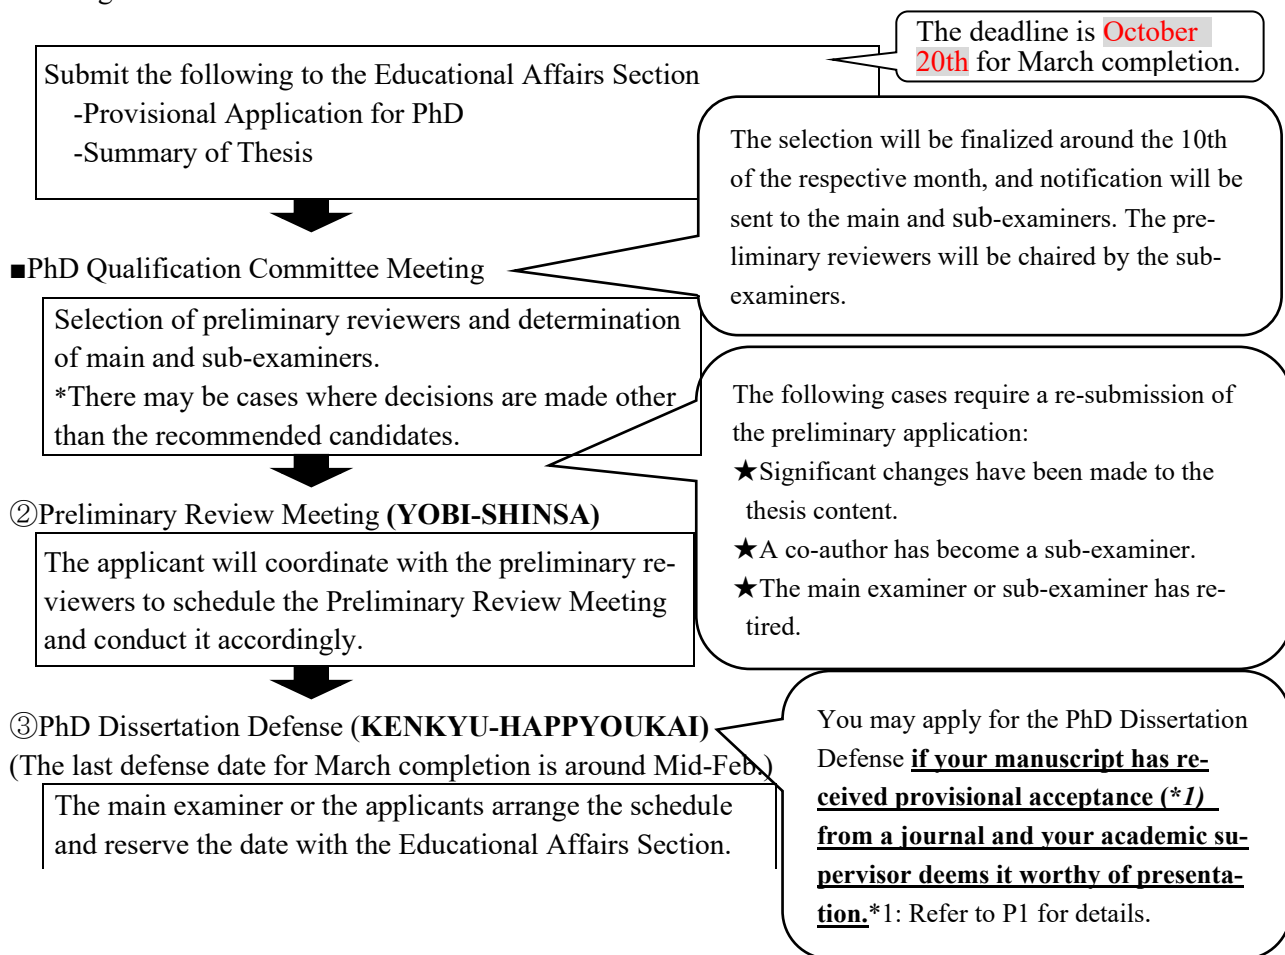 The deadline is October
20th for March completion.
Submit the following to the Educational Affairs Section
-Provisional Application for PhD
-Summary of Thesis
The selection will be finalized around the 10th
of the respective month, and notification will be
sent to the main and sub-examiners. The pre-
liminary reviewers will be chaired by the sub-
examiners.
■PhD Qualification Committee Meeting
Selection of preliminary reviewers and determination
of main and sub-examiners.
*There may be cases where decisions are made other
than the recommended candidates.
The following cases require a re-submission of
the preliminary application:
★Significant changes have been made to the
thesis content.
★A co-author has become a sub-examiner.
★The main examiner or sub-examiner has re-
tired.
②Preliminary Review Meeting (YOBI-SHINSA)
The applicant will coordinate with the preliminary re-
viewers to schedule the Preliminary Review Meeting
and conduct it accordingly.
③PhD Dissertation Defense (KENKYU-HAPPYOUKAI)
(The last defense date for March completion is around Mid-Feb.)
The main examiner or the applicants arrange the schedule
and reserve the date with the Educational Affairs Section.
You may apply for the PhD Dissertation
Defense if your manuscript has re-
ceived provisional acceptance (*1)
from a journal and your academic su-
pervisor deems it worthy of presenta-
tion.*1: Refer to P1 for details.